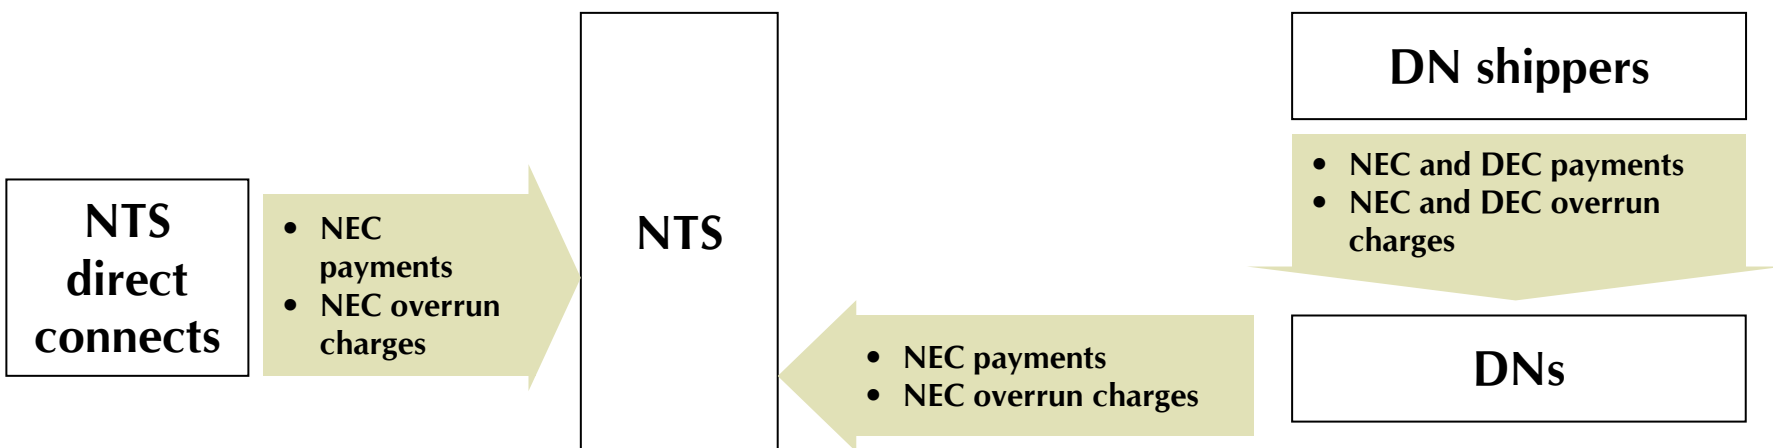 NTS
direct
connects
• NEC
payments
• NEC overrun
charges
NTS
DN shippers
• NEC and DEC payments
• NEC and DEC overrun
charges
• NEC payments
• NEC overrun charges
DNs